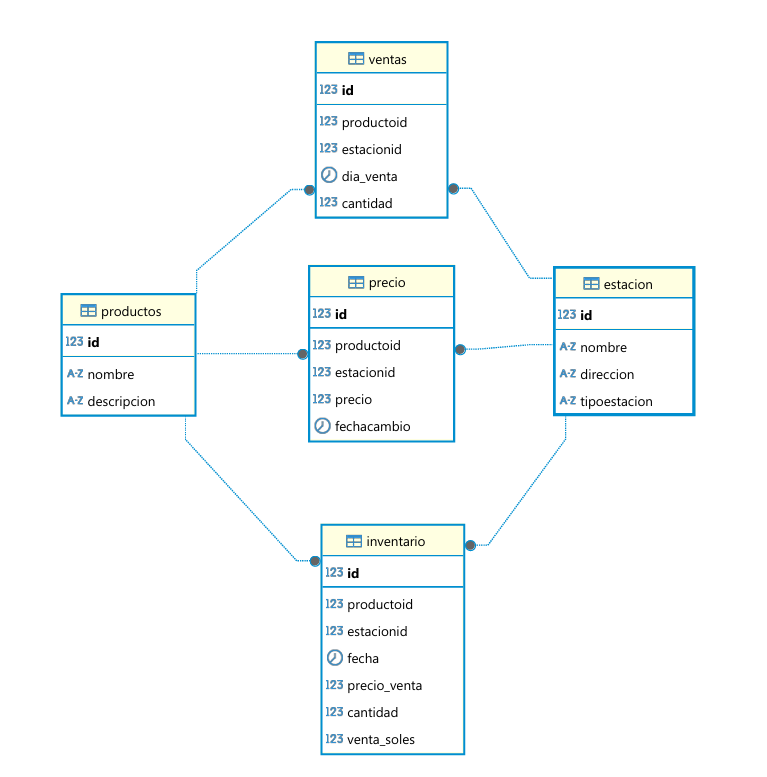 ventas
123 id
123 productoid
123 estacionid
dia_venta
123 cantidad
productos
123 id
A-Z nombre
A-Z descripcion
precio
123 id
123 productoid
123 estacionid
123 precio
fechacambio
estacion
123 id
A-Z nombre
A-Z direccion
A-Z tipoestacion
inventario
123 id
123 productoid
123 estacionid
fecha
123 precio_venta
123 cantidad
123 venta_soles